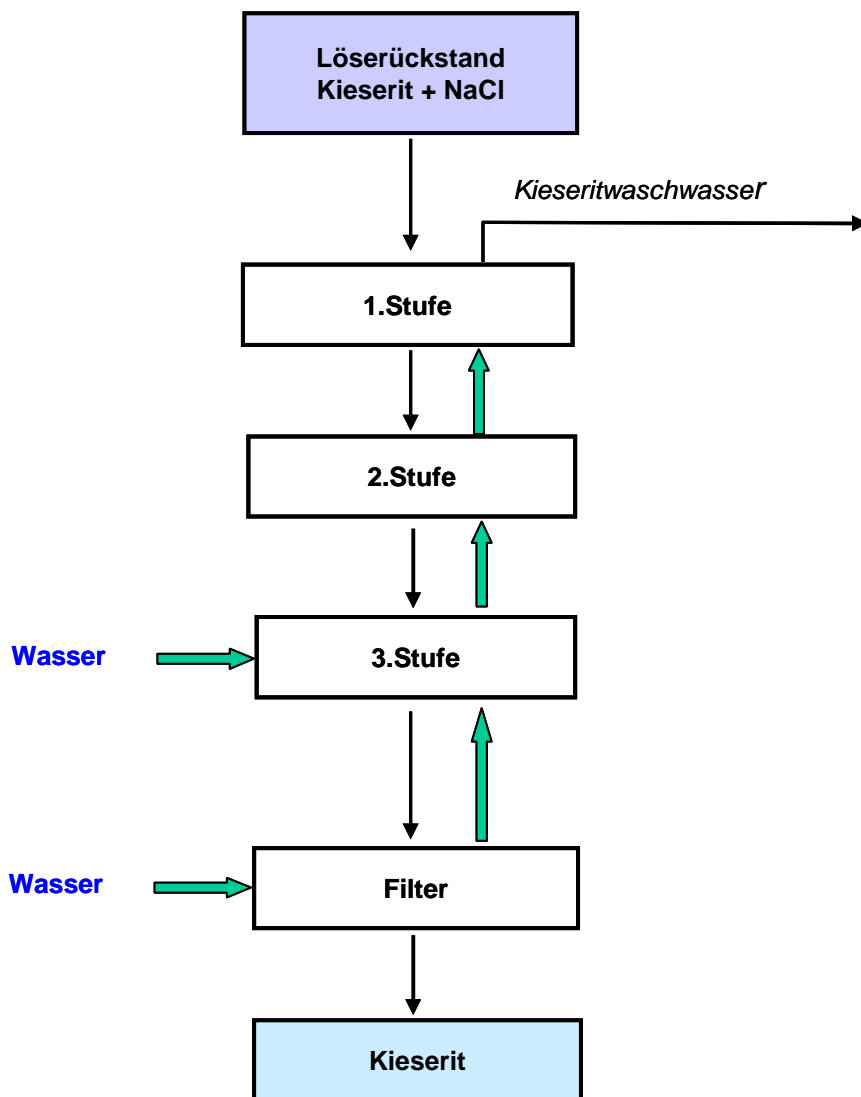 Löserückstand
Kieserit + NaCl
Kieseritwaschwasser
1.Stufe
2.Stufe
Wasser
3.Stufe
Wasser
Filter
Kieserit